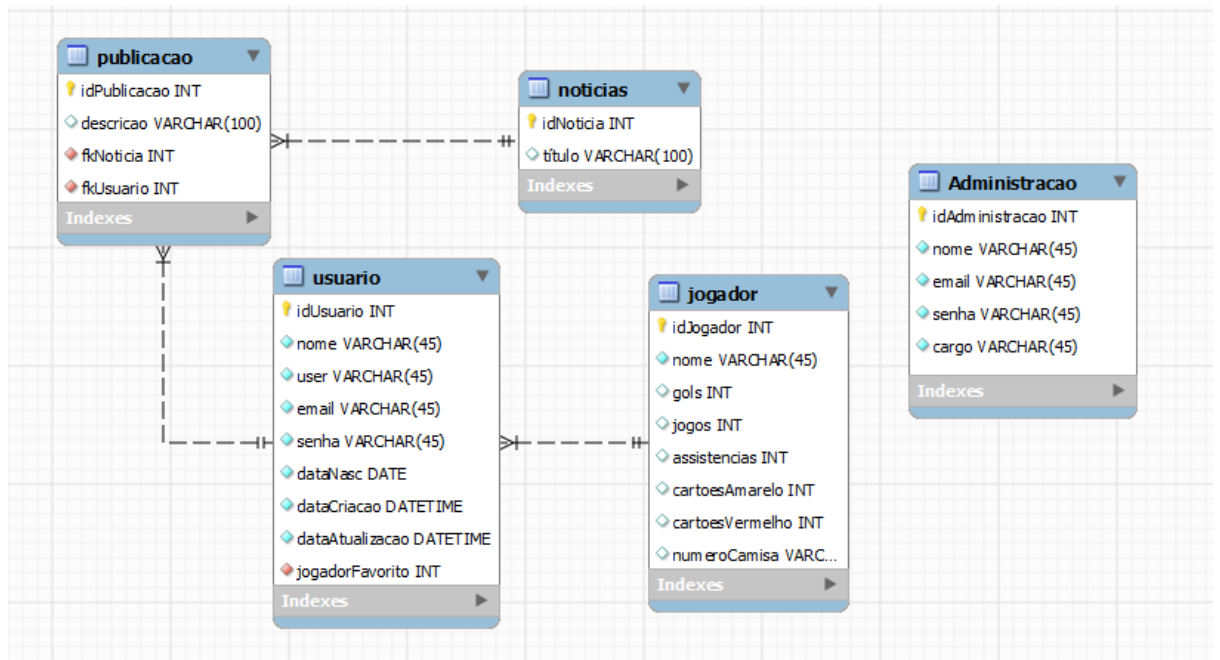 publicacao
idPublicacao INT
descricao VARCHAR(100)
fkNoticia INT
fkUsuario INT
Indexes
noticias
idNoticia INT
título VARCHAR(100)
Indexes
usuario
idUsuario INT
nome VARCHAR(45)
user VARCHAR(45)
email VARCHAR(45)
senha VARCHAR(45)
dataNasc DATE
dataCriacao DATETIME
dataAtualizacao DATETIME
jogadorFavorito INT
Indexes
jogador
idJogador INT
nome VARCHAR(45)
gols INT
jogos INT
assistencias INT
cartoesAmarelo INT
cartoesVermelho INT
numeroCamisa VARC...
Indexes
Administracao
idAdministracao INT
nome VARCHAR(45)
email VARCHAR(45)
senha VARCHAR(45)
cargo VARCHAR(45)
Indexes